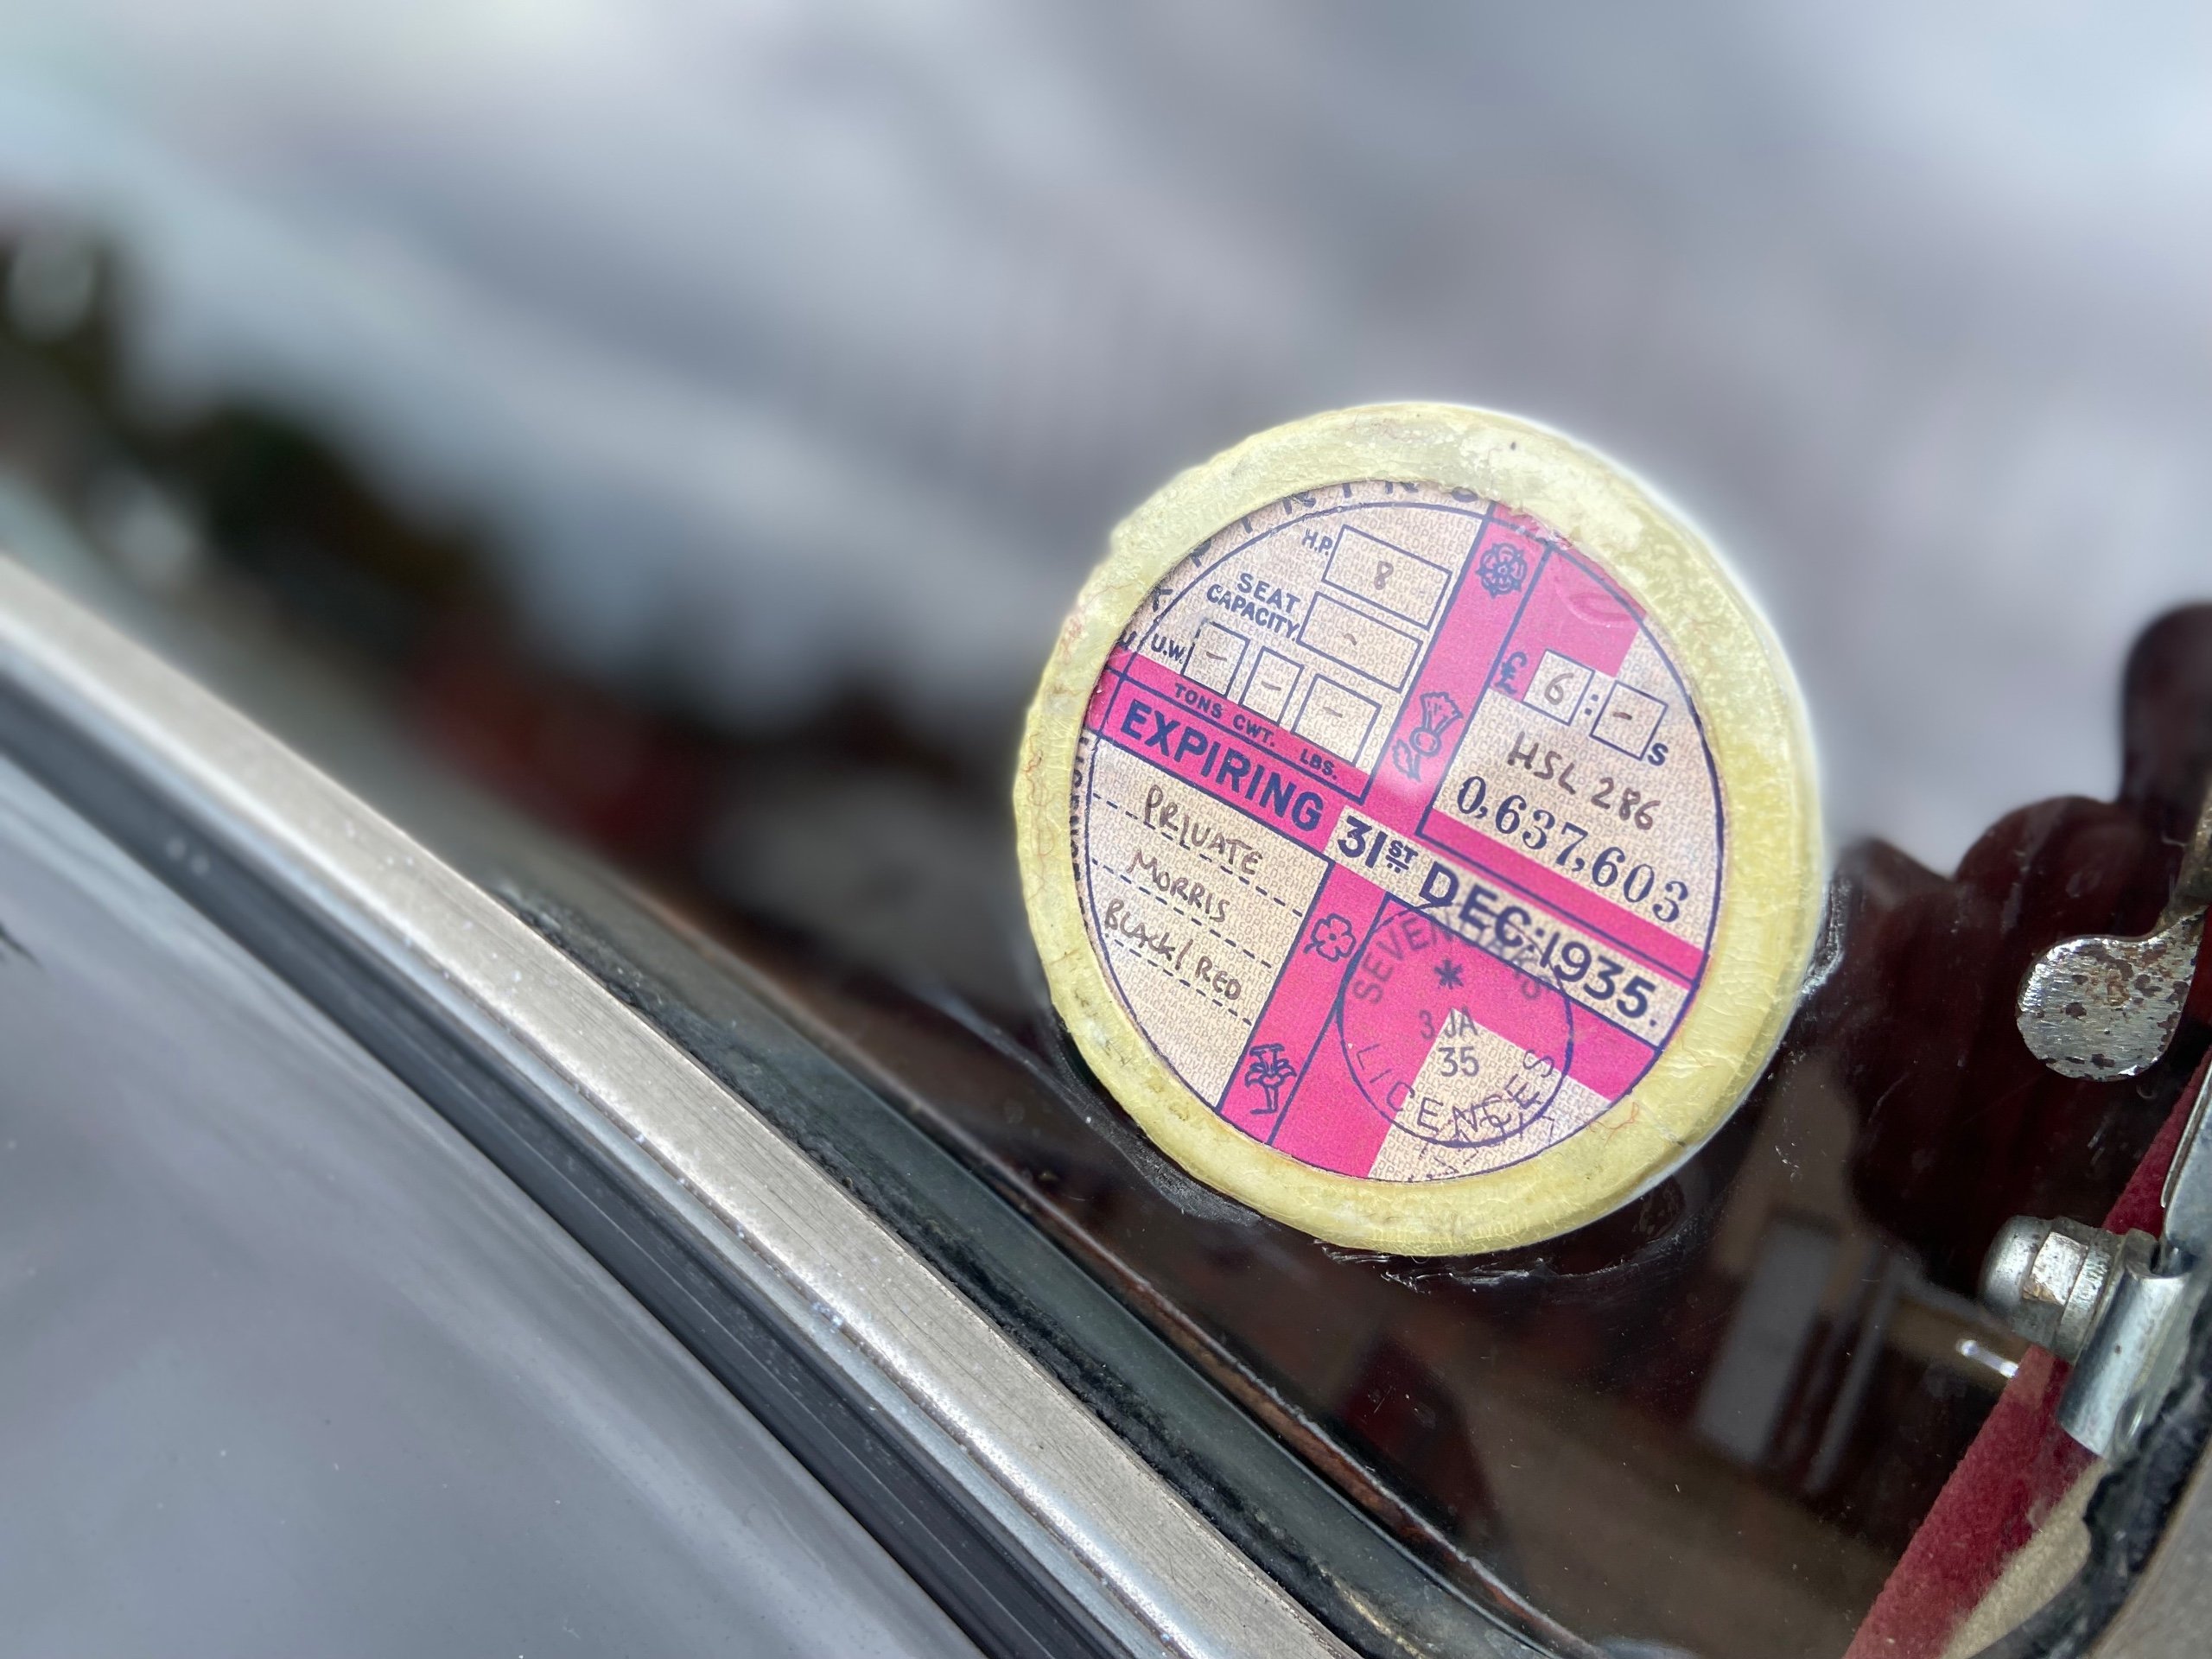 H.P. 8
SEAT
CAPACITY -
U.W. - - -
TONS CWT. LBS.
£ 6 : - S
HSL 286
0,637,603
EXPIRING 31ST DEC: 1935.
PRIVATE
MORRIS
BLACK/RED
SEVENOAKS
3 JA
35
LICENCES